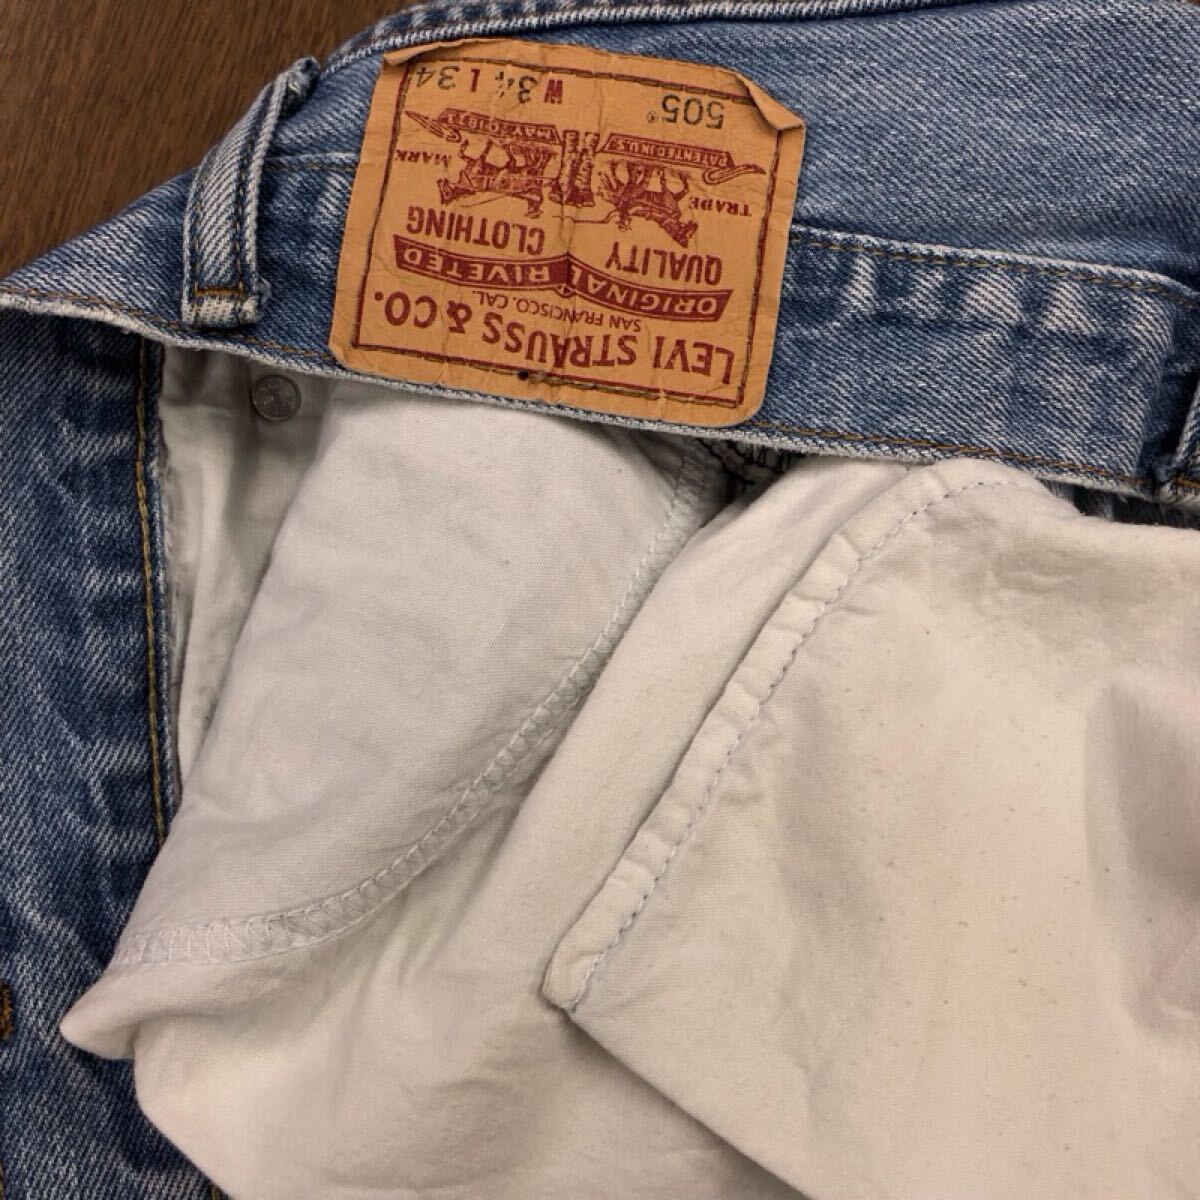 LEVI STRAUSS & CO.
SAN FRANCISCO. CAL.
ORIGINAL RIVETED
QUALITY CLOTHING
TRADE MARK
PATENTED IN U.S. MAY 20 1873
505®
W 34 L 34